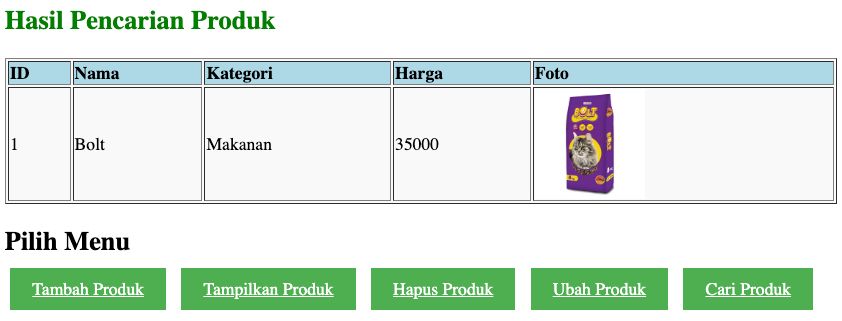 Hasil Pencarian Produk
ID Nama Kategori Harga Foto
1 Bolt Makanan 35000
BOLT
Pilih Menu
Tambah Produk Tampilkan Produk Hapus Produk Ubah Produk Cari Produk